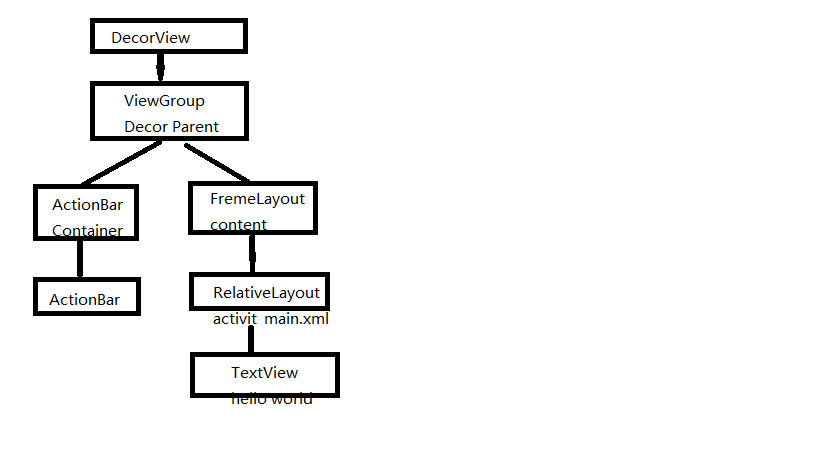 DecorView
ViewGroup
Decor Parent
ActionBar
Container
FremeLayout
content
ActionBar
RelativeLayout
activit main.xml
TextView
hello world